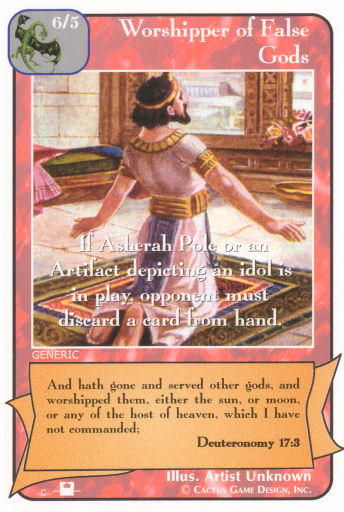 6/5
Worshipper of False
Gods
If Asherah Pole or an
Artifact depicting an idol is
in play, opponent must
discard a card from hand.
GENERIC
And hath gone and served other gods, and
worshipped them, either the sun, or moon,
or any of the host of heaven, which I have
not commanded;
Deuteronomy 17:3
Illus. Artist Unknown
C
© Cactus Game Design, Inc.